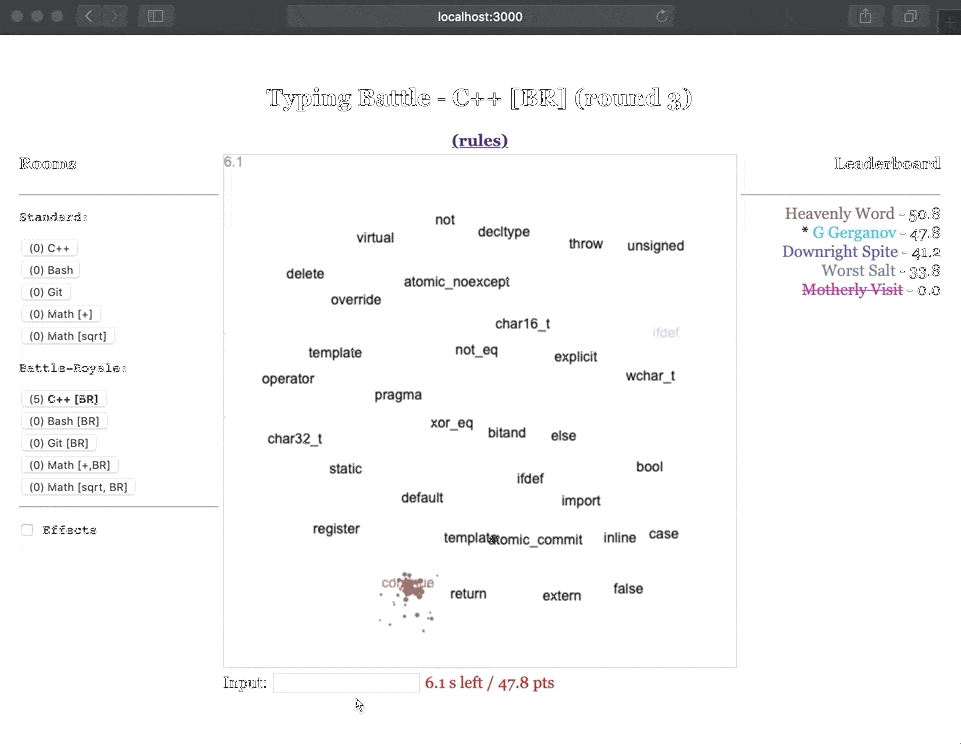 localhost:3000
Typing Battle - C++ [BR] (round 3)
(rules)
Rooms
Standard:
(0) C++
(0) Bash
(0) Git
(0) Math [+]
(0) Math [sqrt]
Battle-Royale:
(5) C++ [BR]
(0) Bash [BR]
(0) Git [BR]
(0) Math [+,BR]
(0) Math [sqrt, BR]
Effects
6.1
not
virtual
decltype
throw
unsigned
delete
atomic_noexcept
override
char16_t
ifdef
template
not_eq
explicit
operator
wchar_t
pragma
xor_eq
bitand
else
char32_t
static
bool
ifdef
default
import
register
template
atomic_commit
inline
case
continue
return
extern
false
Input:
6.1 s left / 47.8 pts
Leaderboard
Heavenly Word - 50.8
* G Gerganov - 47.8
Downright Spite - 41.2
Worst Salt - 33.8
Motherly Visit - 0.0